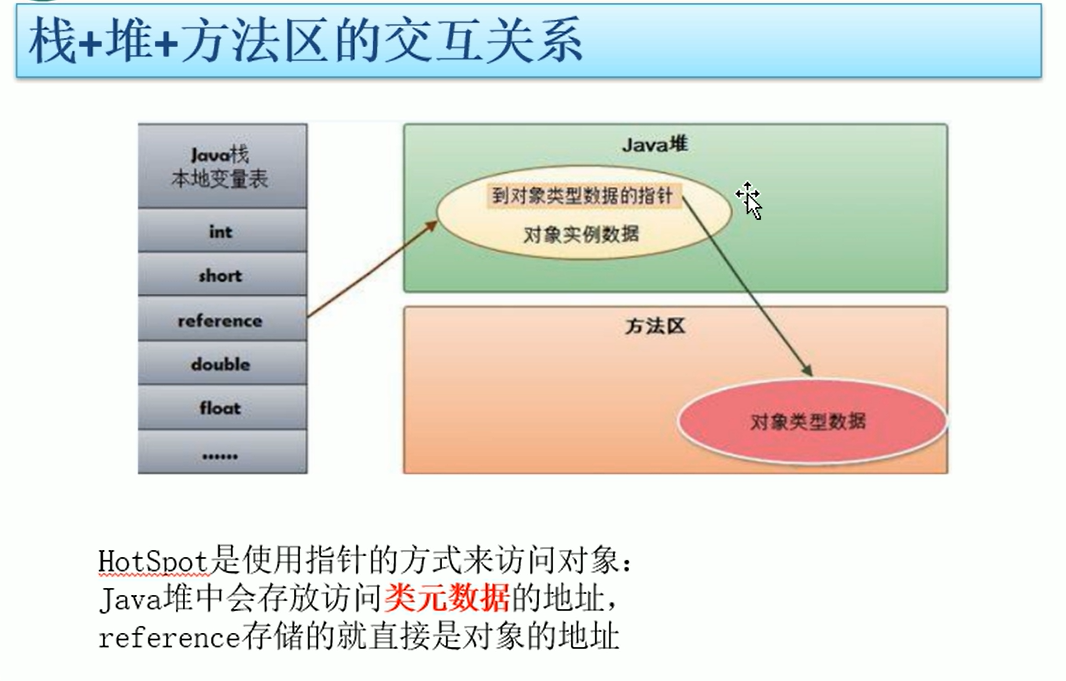 栈+堆+方法区的交互关系
Java栈
本地变量表
int
short
reference
double
float
......
Java堆
到对象类型数据的指针
对象实例数据
方法区
对象类型数据
HotSpot是使用指针的方式来访问对象：
Java堆中会存放访问类元数据的地址，
reference存储的就直接是对象的地址